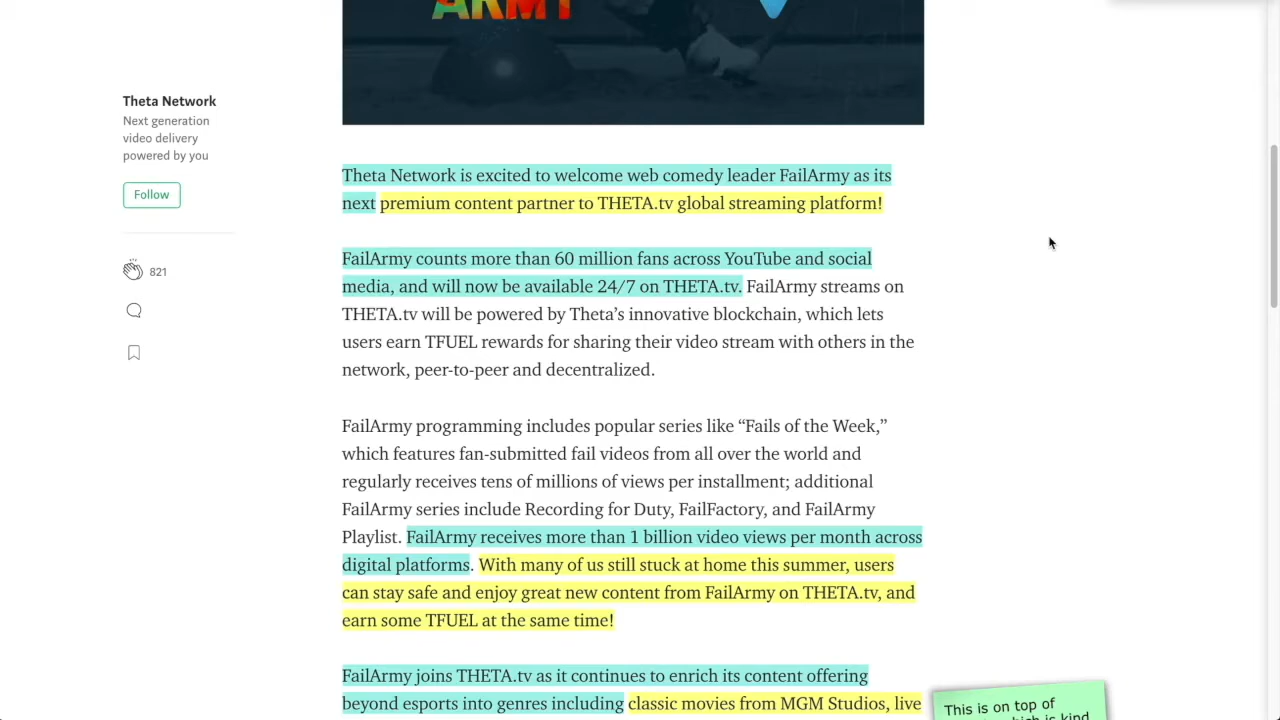 ARMY
Theta Network
Next generation
video delivery
powered by you
Follow
821
Theta Network is excited to welcome web comedy leader FailArmy as its
next premium content partner to THETA.tv global streaming platform!
FailArmy counts more than 60 million fans across YouTube and social
media, and will now be available 24/7 on THETA.tv. FailArmy streams on
THETA.tv will be powered by Theta’s innovative blockchain, which lets
users earn TFUEL rewards for sharing their video stream with others in the
network, peer-to-peer and decentralized.
FailArmy programming includes popular series like “Fails of the Week,”
which features fan-submitted fail videos from all over the world and
regularly receives tens of millions of views per installment; additional
FailArmy series include Recording for Duty, FailFactory, and FailArmy
Playlist. FailArmy receives more than 1 billion video views per month across
digital platforms. With many of us still stuck at home this summer, users
can stay safe and enjoy great new content from FailArmy on THETA.tv, and
earn some TFUEL at the same time!
FailArmy joins THETA.tv as it continues to enrich its content offering
beyond esports into genres including classic movies from MGM Studios, live
This is on top of
which is kind